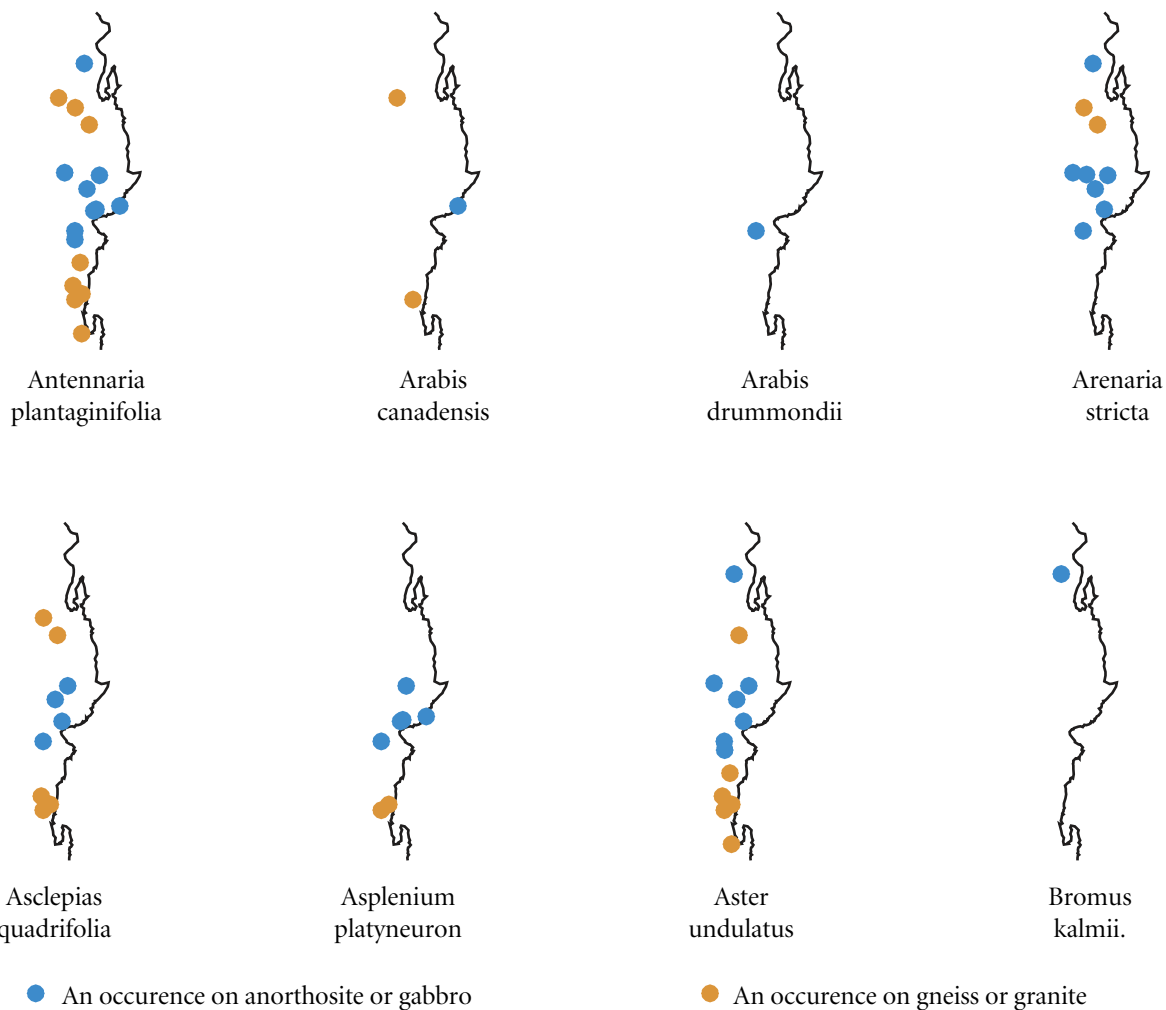 Antennaria
plantaginifolia
Arabis
canadensis
Arabis
drummondii
Arenaria
stricta
Asclepias
quadrifolia
Asplenium
platyneuron
Aster
undulatus
Bromus
kalmii.
An occurence on anorthosite or gabbro
An occurence on gneiss or granite